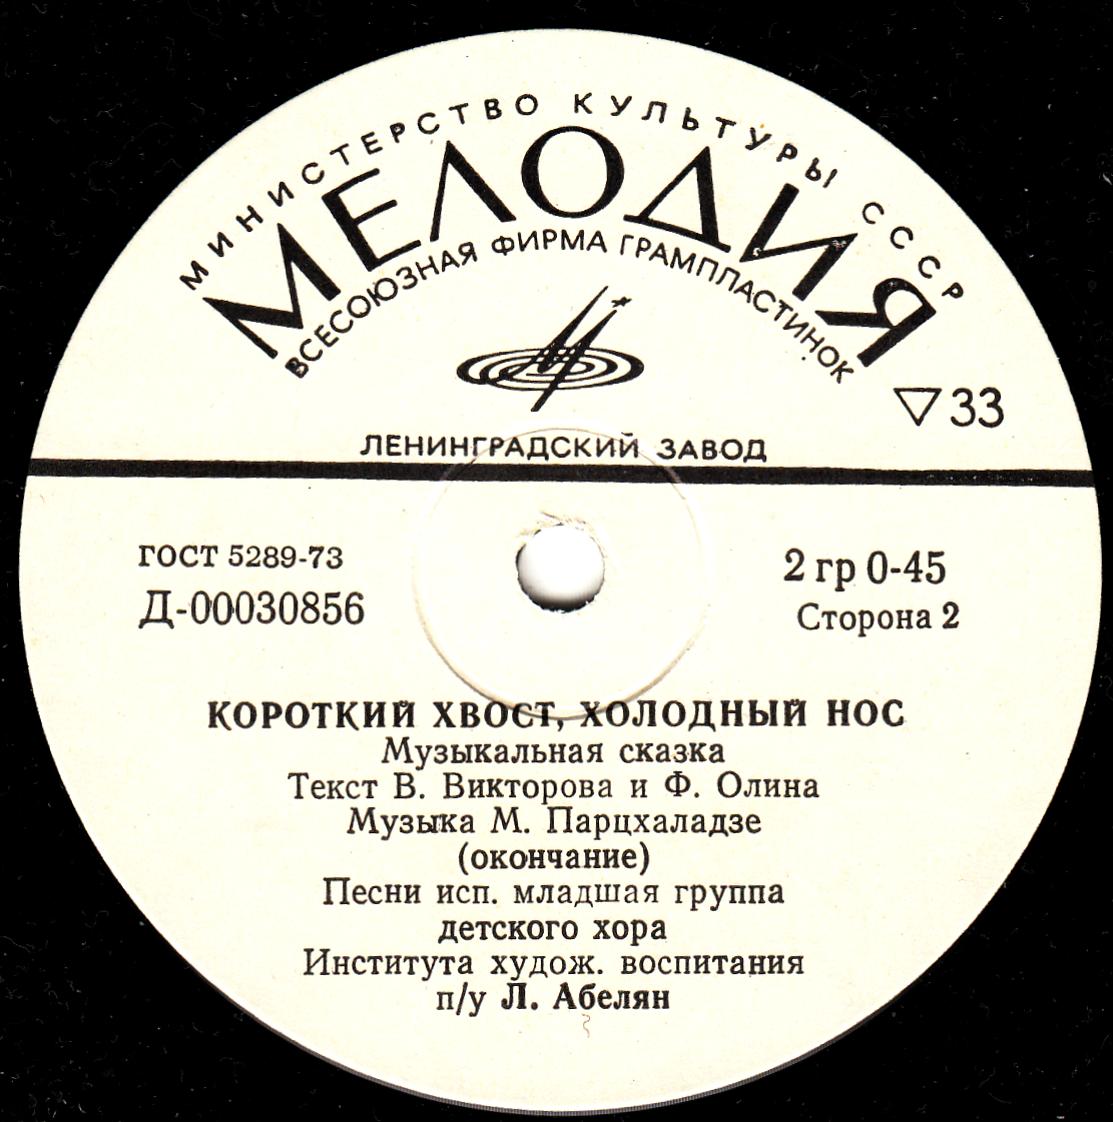 МИНИСТЕРСТВО КУЛЬТУРЫ СССР
МЕЛОДИЯ
ВСЕСОЮЗНАЯ ФИРМА ГРАМПЛАСТИНОК
33
ЛЕНИНГРАДСКИЙ ЗАВОД
ГОСТ 5289-73
Д-00030856
2 гр 0-45
Сторона 2
КОРОТКИЙ ХВОСТ, ХОЛОДНЫЙ НОС
Музыкальная сказка
Текст В. Викторова и Ф. Олина
Музыка М. Парцхаладзе
(окончание)
Песни исп. младшая группа
детского хора
Института худож. воспитания
п/у Л. Абелян